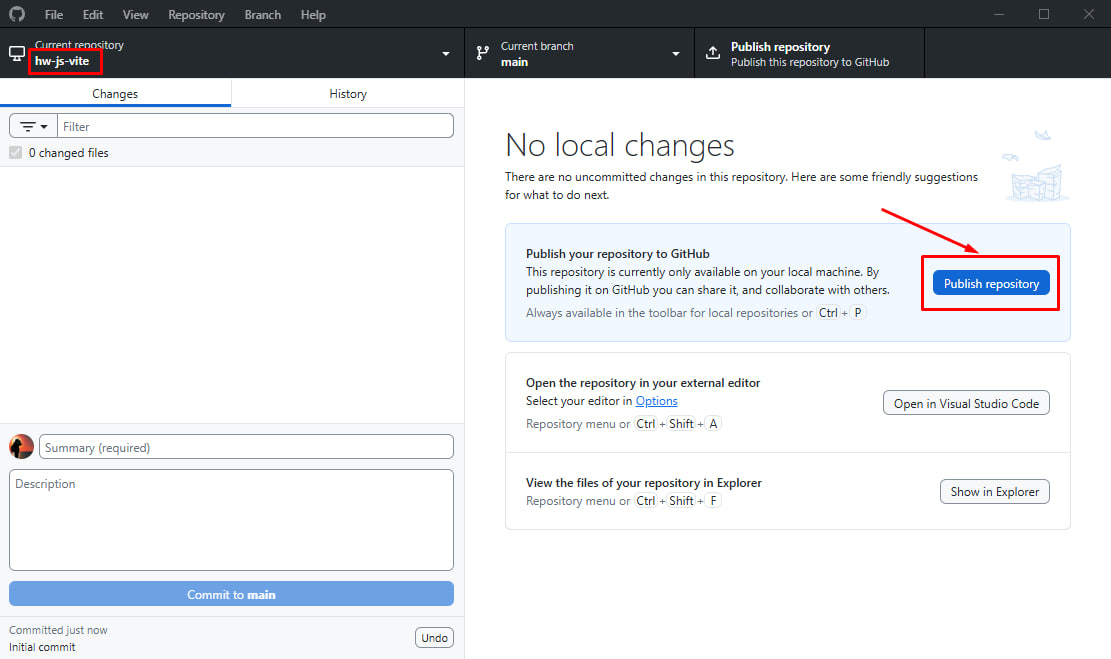 File Edit View Repository Branch Help
Current repository
hw-js-vite
Current branch
main
Publish repository
Publish this repository to GitHub
Changes
History
Filter
0 changed files
No local changes
There are no uncommitted changes in this repository. Here are some friendly suggestions
for what to do next.
Publish your repository to GitHub
This repository is currently only available on your local machine. By
publishing it on GitHub you can share it, and collaborate with others.
Always available in the toolbar for local repositories or Ctrl + P
Publish repository
Open the repository in your external editor
Select your editor in Options
Repository menu or Ctrl + Shift + A
Open in Visual Studio Code
View the files of your repository in Explorer
Repository menu or Ctrl + Shift + F
Show in Explorer
Summary (required)
Description
Commit to main
Committed just now
Initial commit
Undo